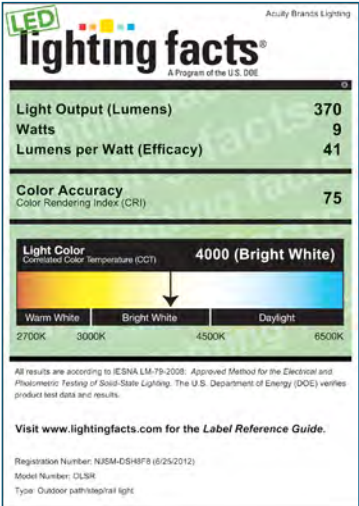 Acuity Brands Lighting
LED
lighting facts®
A Program of the U.S. DOE
Light Output (Lumens) 370
Watts 9
Lumens per Watt (Efficacy) 41
Color Accuracy 75
Color Rendering Index (CRI)
Light Color 4000 (Bright White)
Correlated Color Temperature (CCT)
Warm White Bright White Daylight
2700K 3000K 4500K 6500K
All results are according to IESNA LM-79-2008: Approved Method for the Electrical and
Photometric Testing of Solid-State Lighting. The U.S. Department of Energy (DOE) verifies
product test data and results.
Visit www.lightingfacts.com for the Label Reference Guide.
Registration Number: NJSM-DSH8F8 (6/25/2012)
Model Number: OLSR
Type: Outdoor path/step/rail light